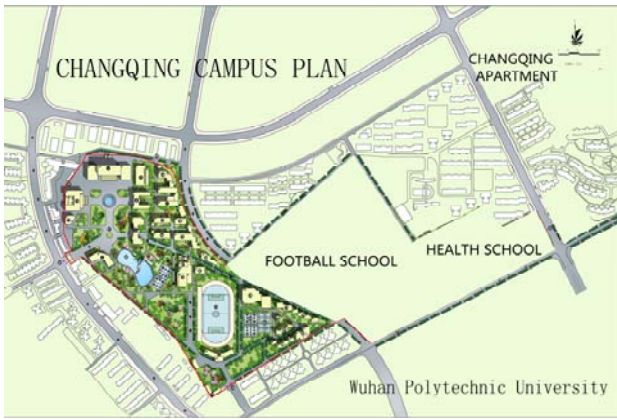 CHANGQING CAMPUS PLAN
CHANGQING
APARTMENT
FOOTBALL SCHOOL
HEALTH SCHOOL
Wuhan Polytechnic University